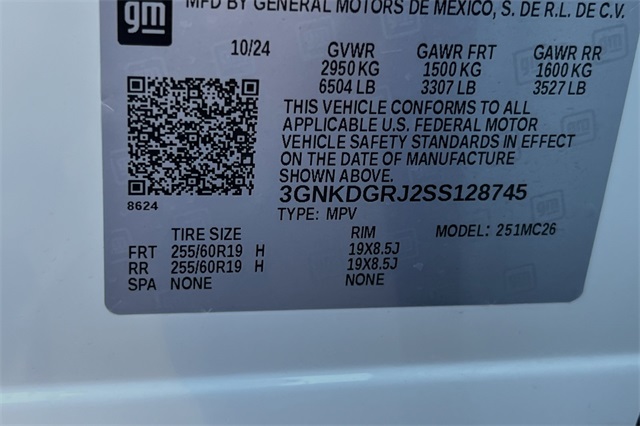 gm
MFD BY GENERAL MOTORS DE MEXICO, S. DE R.L. DE C.V.
10/24 GVWR GAWR FRT GAWR RR
2950 KG 1500 KG 1600 KG
6504 LB 3307 LB 3527 LB
THIS VEHICLE CONFORMS TO ALL
APPLICABLE U.S. FEDERAL MOTOR
VEHICLE SAFETY STANDARDS IN EFFECT
ON THE DATE OF MANUFACTURE
SHOWN ABOVE.
8624
3GNKDGRJ2SS128745
TYPE: MPV MODEL: 251MC26
TIRE SIZE RIM
FRT 255/60R19 H 19X8.5J
RR 255/60R19 H 19X8.5J
SPA NONE NONE